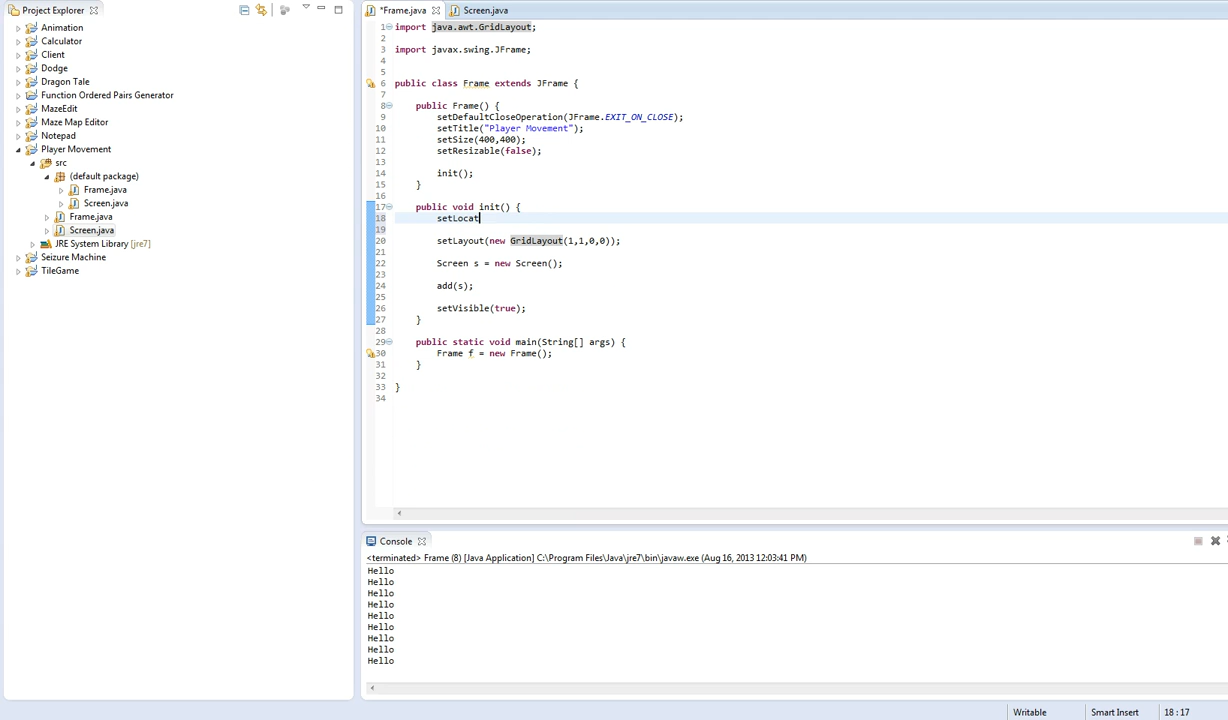 Project Explorer
Animation
Calculator
Client
Dodge
Dragon Tale
Function Ordered Pairs Generator
MazeEdit
Maze Map Editor
Notepad
Player Movement
src
(default package)
Frame.java
Screen.java
Frame.java
Screen.java
JRE System Library [jre7]
Seizure Machine
TileGame
*Frame.java Screen.java
1 import java.awt.GridLayout;
2
3 import javax.swing.JFrame;
4
5
6 public class Frame extends JFrame {
7
8 public Frame() {
9 setDefaultCloseOperation(JFrame.EXIT_ON_CLOSE);
10 setTitle("Player Movement");
11 setSize(400,400);
12 setResizable(false);
13
14 init();
15 }
16
17 public void init() {
18 setLocat
19
20 setLayout(new GridLayout(1,1,0,0));
21
22 Screen s = new Screen();
23
24 add(s);
25
26 setVisible(true);
27 }
28
29 public static void main(String[] args) {
30 Frame f = new Frame();
31 }
32
33 }
34
Console
<terminated> Frame (8) [Java Application] C:\Program Files\Java\jre7\bin\javaw.exe (Aug 16, 2013 12:03:41 PM)
Hello
Hello
Hello
Hello
Hello
Hello
Hello
Hello
Hello
Writable Smart Insert 18 : 17